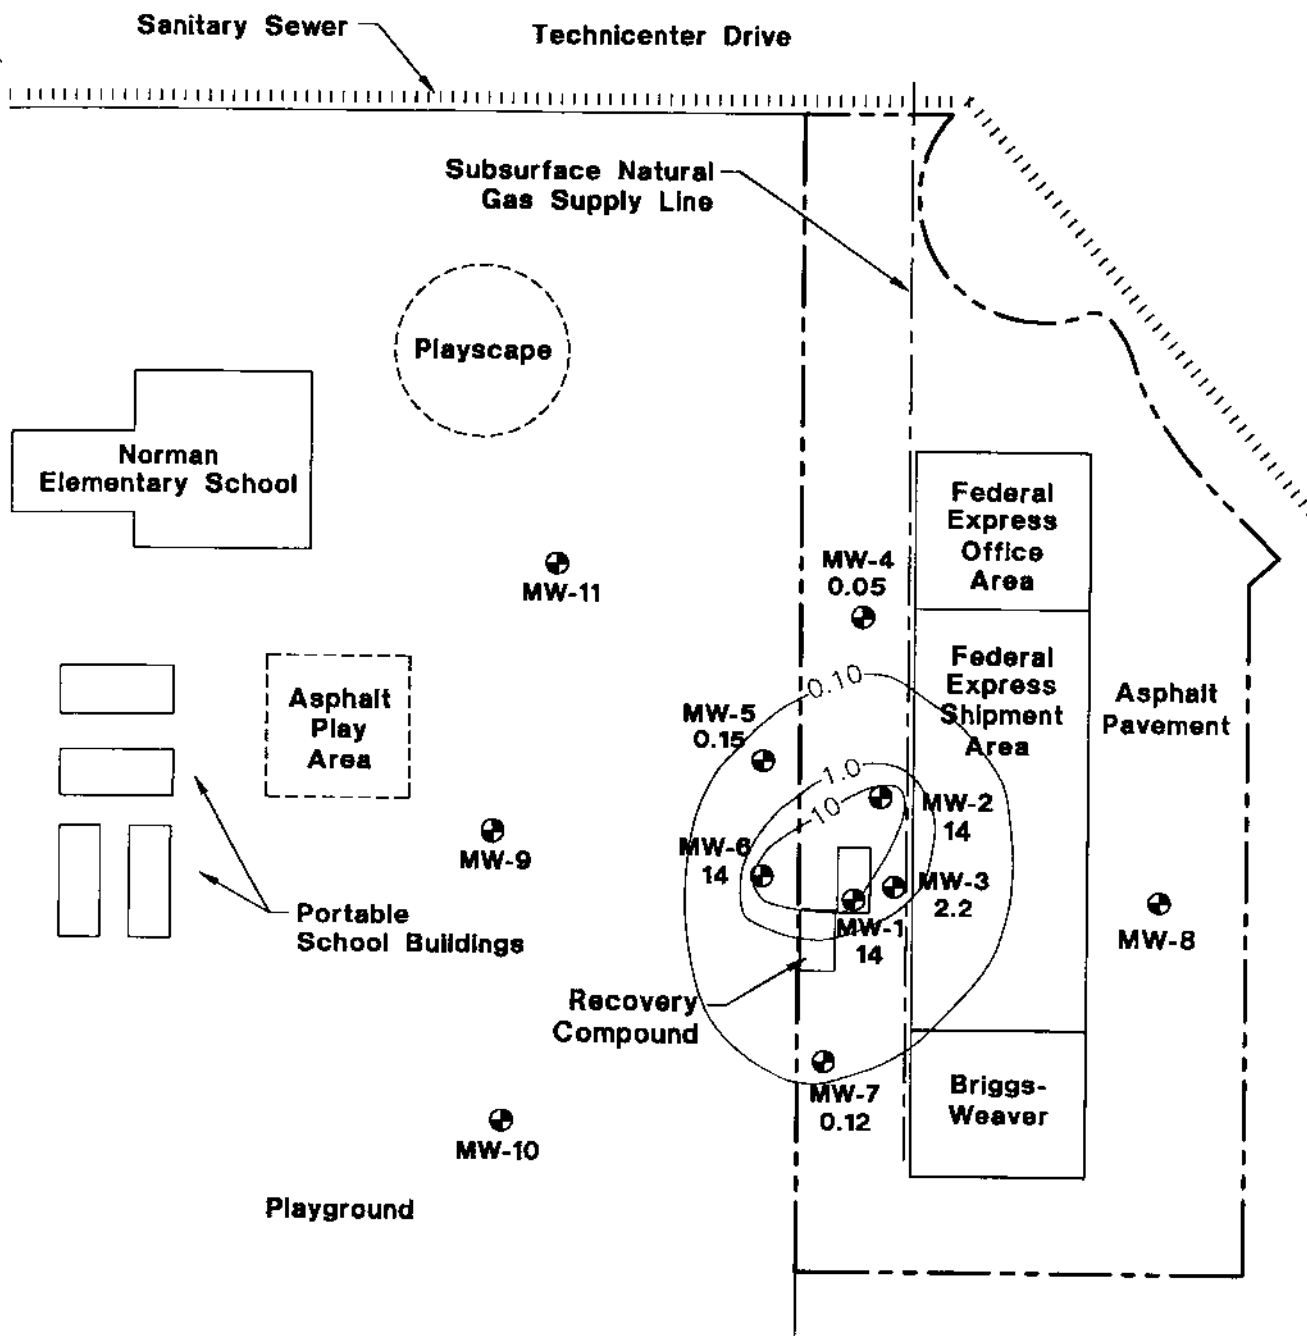 Sanitary Sewer
Technicenter Drive
Subsurface Natural
Gas Supply Line
Playscape
Norman
Elementary School
Federal
Express
Office
Area
MW-4
0.05
MW-11
Federal
Express
Shipment
Area
Asphalt
Pavement
Asphalt
Play
Area
0.10
MW-5
0.15
1.0
10
MW-2
14
MW-9
MW-6
14
MW-3
2.2
MW-1
14
MW-8
Portable
School Buildings
Recovery
Compound
MW-7
0.12
Briggs-
Weaver
MW-10
Playground